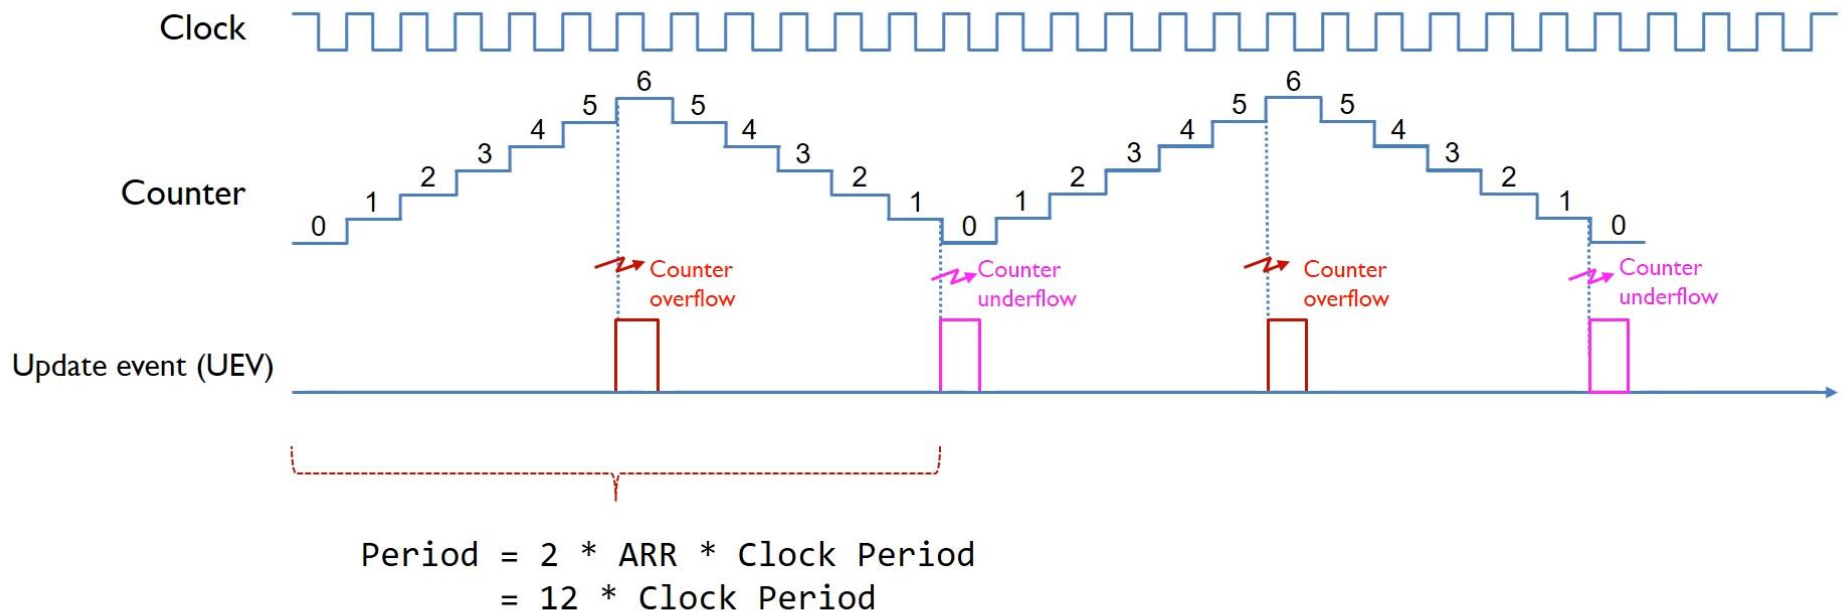 Clock
6
6
5
5
5
5
4
4
4
4
3
3
3
3
2
2
2
2
Counter
1
1
1
1
0
0
0
Counter
overflow
Counter
underflow
Counter
overflow
Counter
underflow
Update event (UEV)
Period = 2 * ARR * Clock Period
= 12 * Clock Period